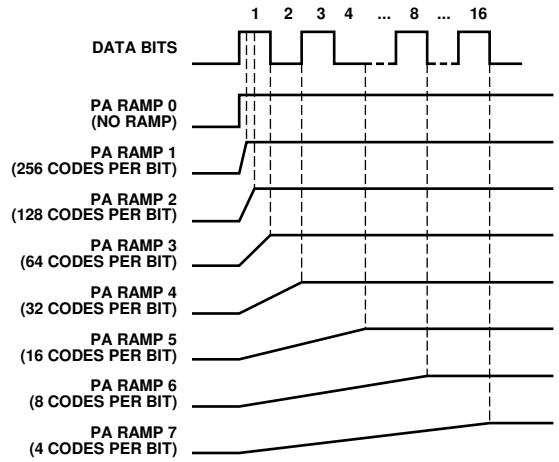 1 2 3 4 ... 8 ... 16
DATA BITS
PA RAMP 0
(NO RAMP)
PA RAMP 1
(256 CODES PER BIT)
PA RAMP 2
(128 CODES PER BIT)
PA RAMP 3
(64 CODES PER BIT)
PA RAMP 4
(32 CODES PER BIT)
PA RAMP 5
(16 CODES PER BIT)
PA RAMP 6
(8 CODES PER BIT)
PA RAMP 7
(4 CODES PER BIT)